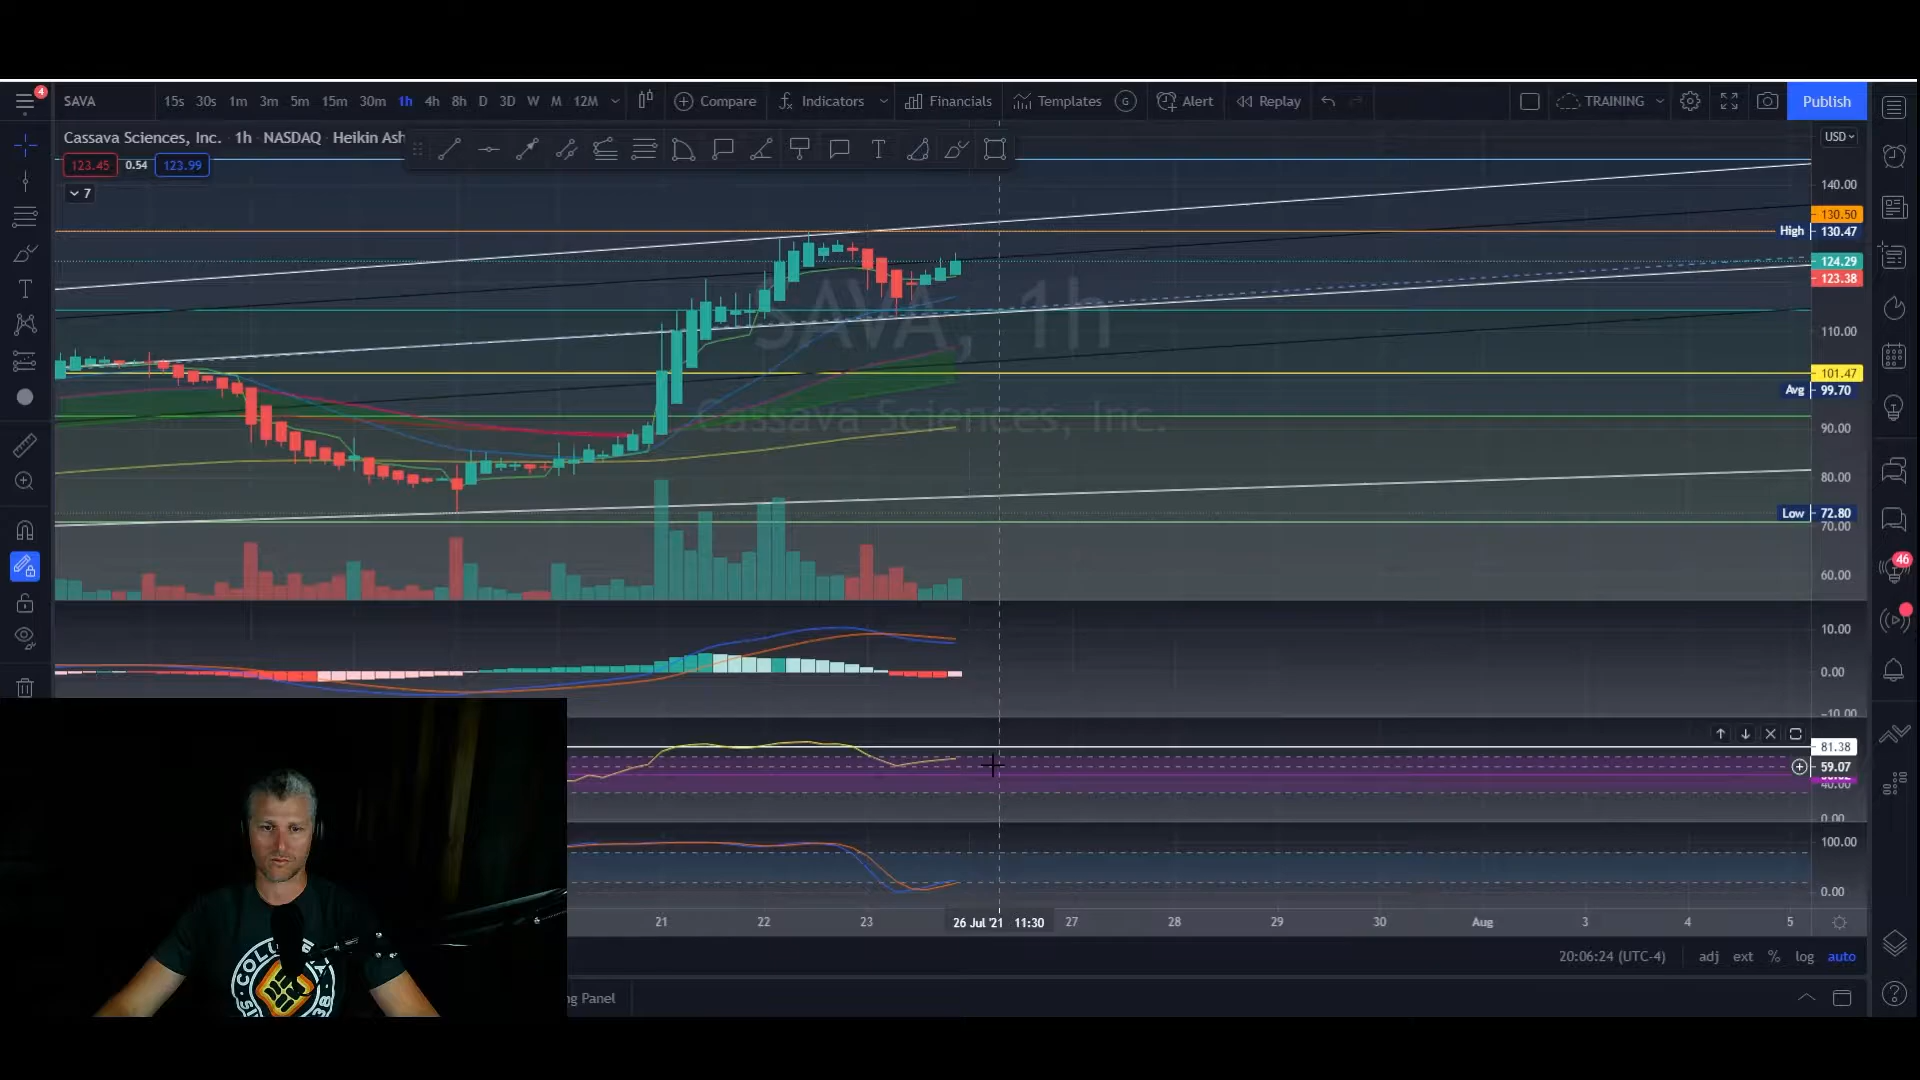 4
SAVA 15s 30s 1m 3m 5m 15m 30m 1h 4h 8h D 3D W M 12M Compare Indicators Financials Templates G Alert Replay TRAINING Publish
Cassava Sciences, Inc. 1h NASDAQ Heikin Ash
T
USD
123.45 0.54 123.99
7
140.00
130.50
High 130.47
124.29
123.38
SAVA, 1h
110.00
101.47
Avg 99.70
Cassava Sciences, Inc.
90.00
80.00
Low 72.80
70.00
60.00
46
10.00
0.00
-10.00
81.38
59.07
40.00
0.00
100.00
0.00
21 22 23 26 Jul '21 11:30 27 28 29 30 Aug 3 4 5
20:06:24 (UTC-4) adj ext % log auto
ng Panel